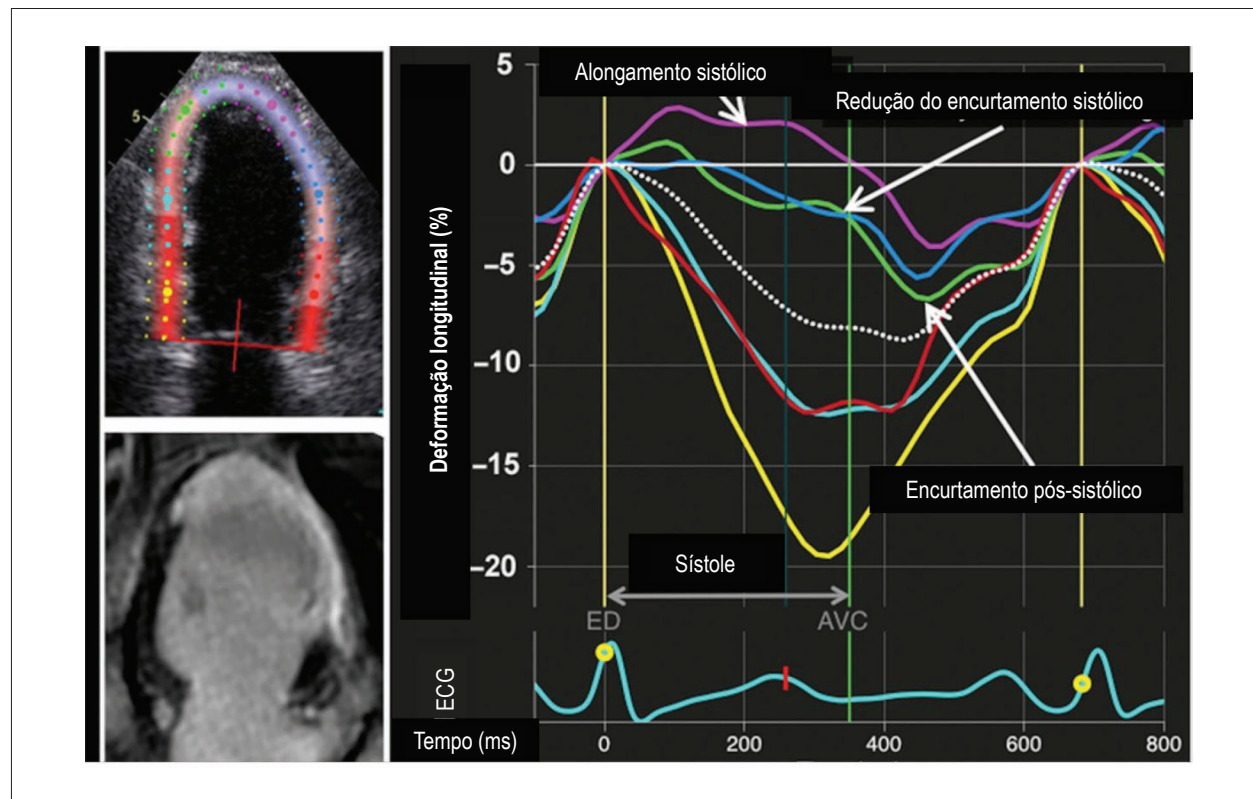 5
Alongamento sistólico
Redução do encurtamento sistólico
5
0
−5
−10
−15
−20
Deformação longitudinal (%)
Encurtamento pós-sistólico
Sístole
ED
AVC
ECG
Tempo (ms)
0
200
400
600
800